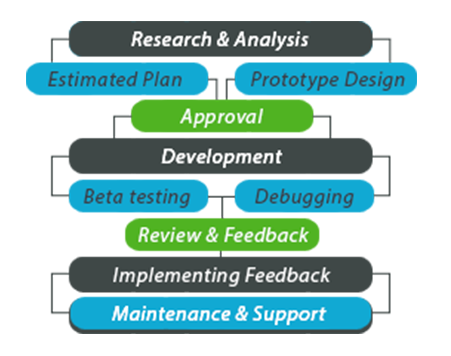 Research & Analysis
Estimated Plan
Prototype Design
Approval
Development
Beta testing
Debugging
Review & Feedback
Implementing Feedback
Maintenance & Support